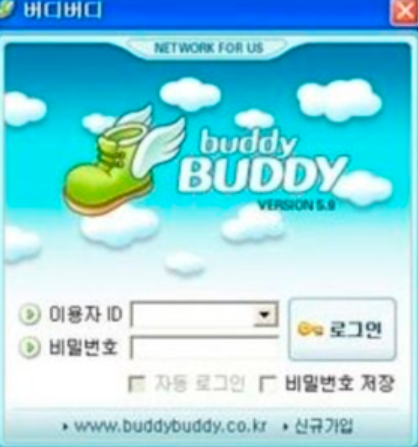 버디버디
NETWORK FOR US
buddy
BUDDY
VERSION 5.9
이용자 ID
로그인
비밀번호
자동 로그인 비밀번호 저장
www.buddybuddy.co.kr 신규가입